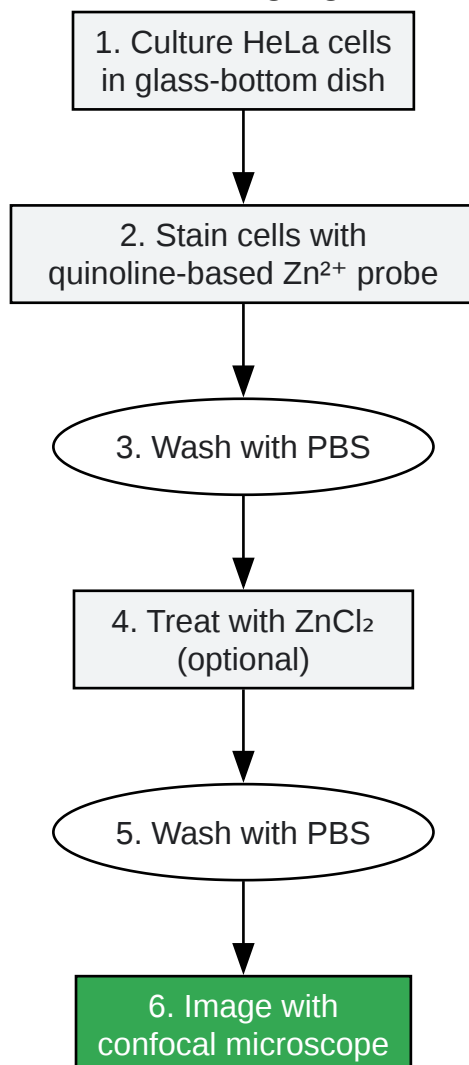 1. Culture HeLa cells
in glass-bottom dish
2. Stain cells with
quinoline-based Zn²⁺ probe
3. Wash with PBS
4. Treat with ZnCl₂
(optional)
5. Wash with PBS
6. Image with
confocal microscope